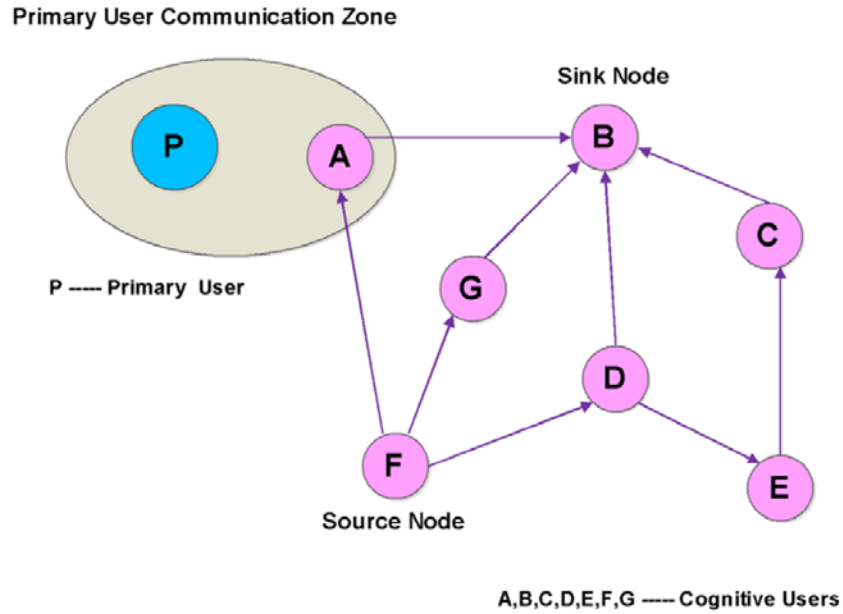 Primary User Communication Zone
Sink Node
P
A
B
C
P ----- Primary User
G
D
F
E
Source Node
A,B,C,D,E,F,G ----- Cognitive Users